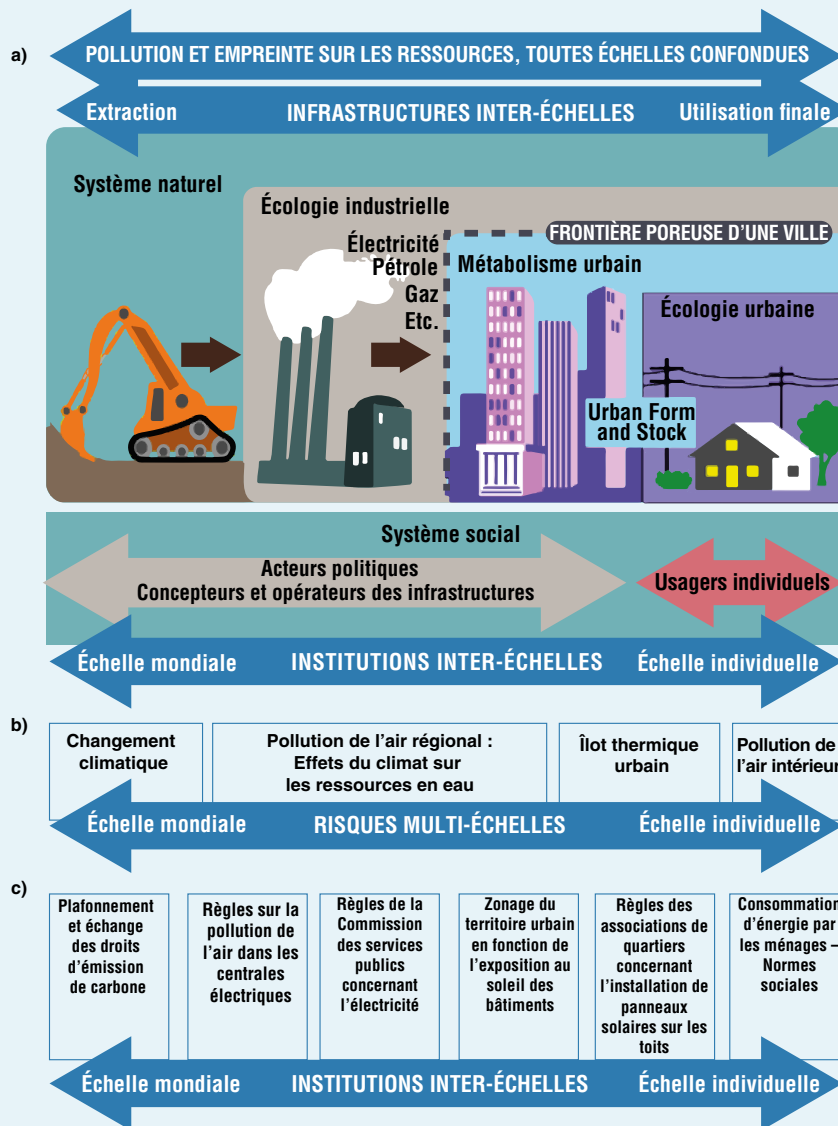 a)
POLLUTION ET EMPREINTE SUR LES RESSOURCES, TOUTES ÉCHELLES CONFONDUES
Extraction
INFRASTRUCTURES INTER-ÉCHELLES
Utilisation finale
Système naturel
Écologie industrielle
Électricité
Pétrole
Gaz
Etc.
FRONTIÈRE POREUSE D'UNE VILLE
Métabolisme urbain
Écologie urbaine
Urban Form
and Stock
Système social
Acteurs politiques
Concepteurs et opérateurs des infrastructures
Usagers individuels
Échelle mondiale
INSTITUTIONS INTER-ÉCHELLES
Échelle individuelle
b)
Changement
climatique
Pollution de l'air régional :
Effets du climat sur
les ressources en eau
Îlot thermique
urbain
Pollution de
l'air intérieur
Échelle mondiale
RISQUES MULTI-ÉCHELLES
Échelle individuelle
c)
Plafonnement
et échange
des droits
d'émission
de carbone
Règles sur la
pollution de
l'air dans les
centrales
électriques
Règles de la
Commission
des services
publics
concernant
l'électricité
Zonage du
territoire urbain
en fonction de
l'exposition au
soleil des
bâtiments
Règles des
associations de
quartiers
concernant
l'installation de
panneaux
solaires sur les
toits
Consommation
d'énergie par
les ménages –
Normes
sociales
Échelle mondiale
INSTITUTIONS INTER-ÉCHELLES
Échelle individuelle